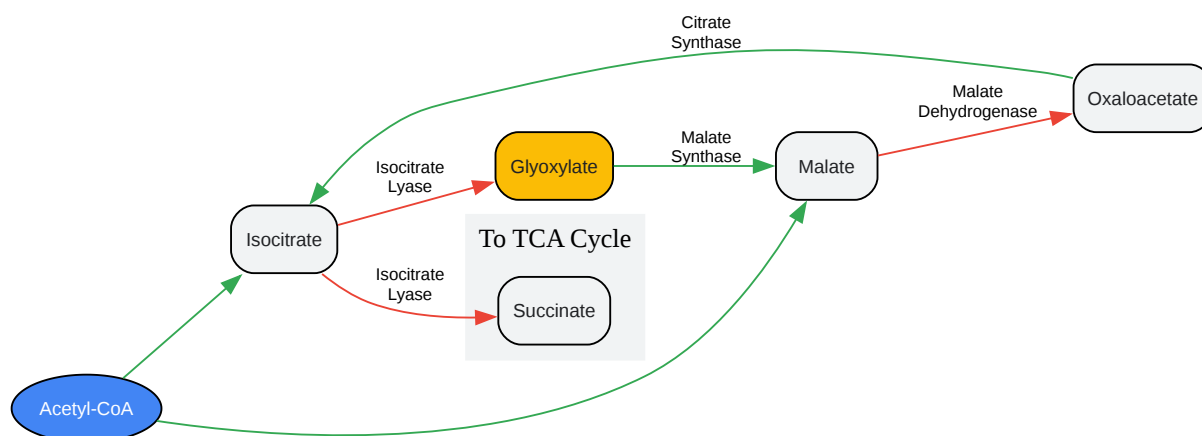 Citrate
Synthase
Malate
Dehydrogenase
Oxaloacetate
Isocitrate
Lyase
Glyoxylate
Malate
Synthase
Malate
Isocitrate
To TCA Cycle
Isocitrate
Lyase
Succinate
Acetyl-CoA